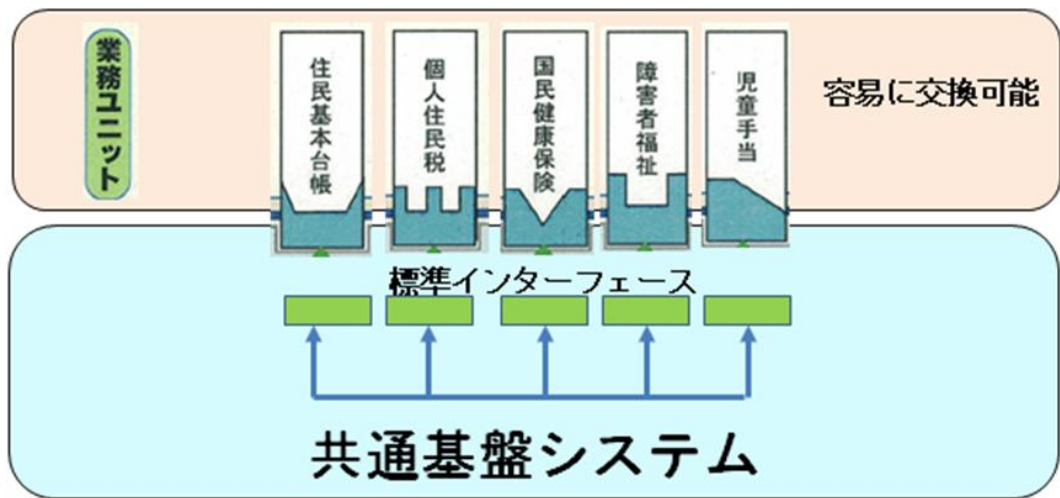 業務ユニット
住民基本台帳
個人住民税
国民健康保険
障害者福祉
児童手当
容易に交換可能
標準インターフェース
共通基盤システム